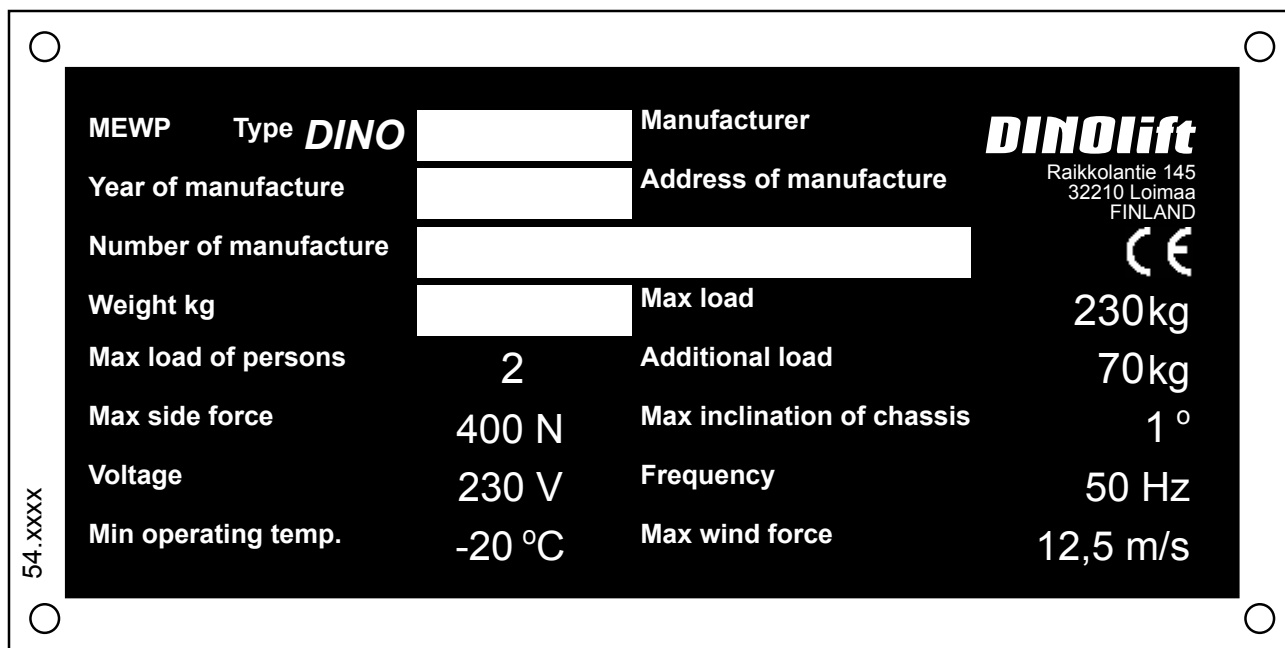 MEWP Type DINO Manufacturer DINOlift
Year of manufacture Address of manufacture Raikkolantie 145
32210 Loimaa
FINLAND
Number of manufacture CE
Weight kg Max load 230kg
Max load of persons 2 Additional load 70kg
Max side force 400 N Max inclination of chassis 1 º
Voltage 230 V Frequency 50 Hz
Min operating temp. -20 ºC Max wind force 12,5 m/s
54.xxxx